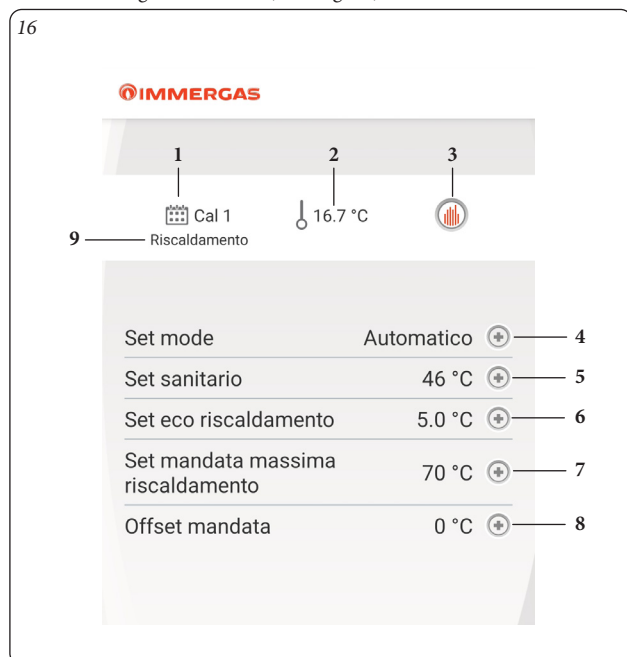 16
IMMERGAS
1 2 3
Cal 1 16.7 °C
9 Riscaldamento
Set mode Automatico 4
Set sanitario 46 °C 5
Set eco riscaldamento 5.0 °C 6
Set mandata massima
riscaldamento 70 °C 7
Offset mandata 0 °C 8